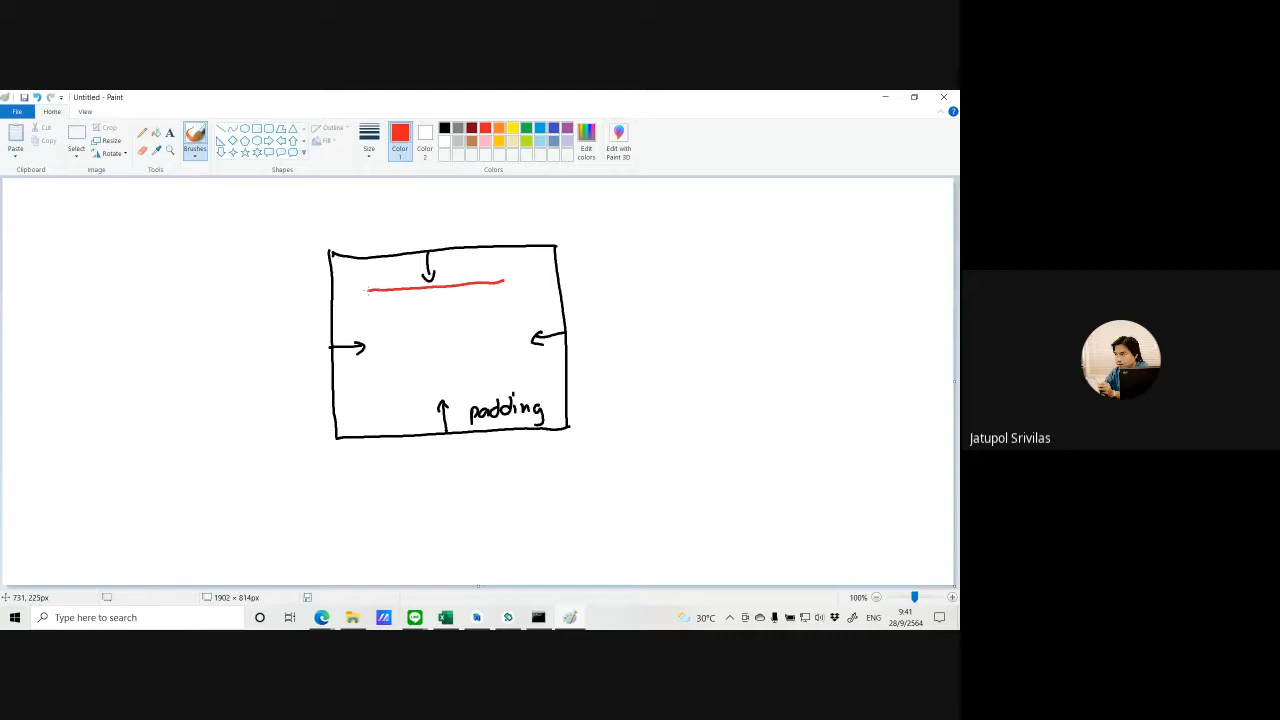 Untitled - Paint
File Home View
Paste
Cut
Copy
Clipboard
Select
Crop
Resize
Rotate
Image
Tools
Brushes
Shapes
Outline
Fill
Size
Color 1
Color 2
Colors
Edit colors
Edit with Paint 3D
padding
Jatupol Srivilas
731, 225px
1902 × 814px
100%
Type here to search
30°C
ENG
9:41
28/9/2564